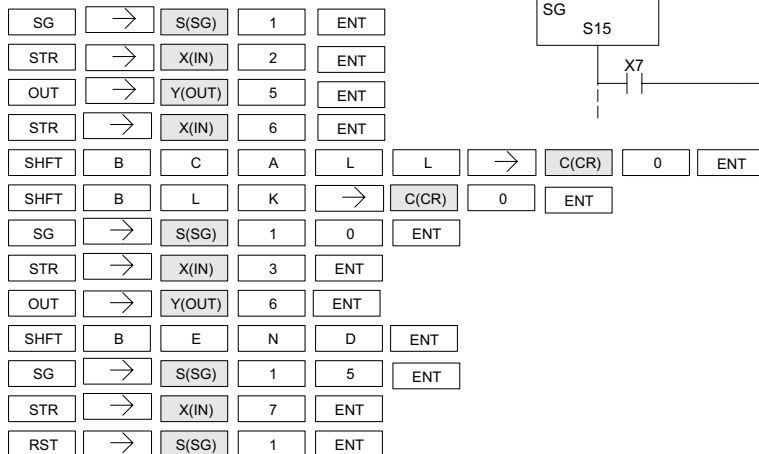 SG → S(SG) 1 ENT
STR → X(IN) 2 ENT
OUT → Y(OUT) 5 ENT
STR → X(IN) 6 ENT
SHFT B C A L L → C(CR) 0 ENT
SHFT B L K → C(CR) 0 ENT
SG → S(SG) 1 0 ENT
STR → X(IN) 3 ENT
OUT → Y(OUT) 6 ENT
SHFT B E N D ENT
SG → S(SG) 1 5 ENT
STR → X(IN) 7 ENT
RST → S(SG) 1 ENT
SG
S15
X7